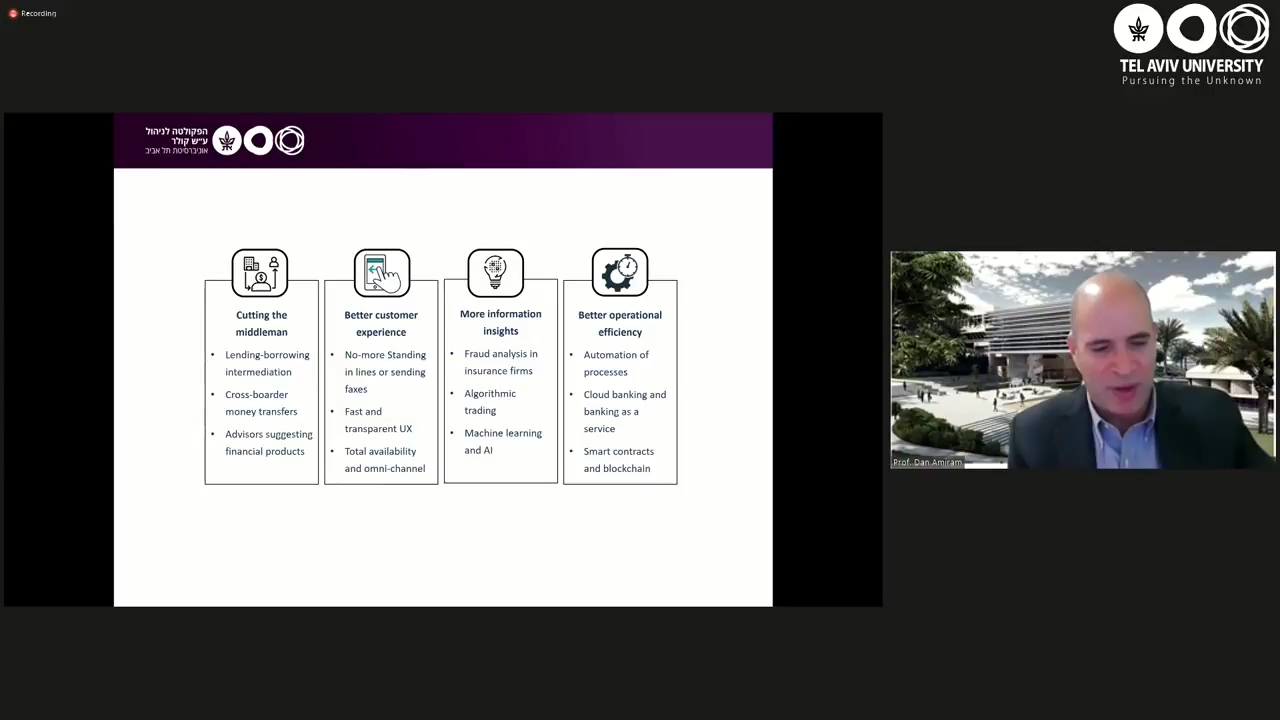 Recording
TEL AVIV UNIVERSITY
Pursuing the Unknown
הפקולטה לניהול
ע״ש קולר
אוניברסיטת תל אביב
Cutting the
middleman
• Lending-borrowing
intermediation
• Cross-boarder
money transfers
• Advisors suggesting
financial products
Better customer
experience
• No-more Standing
in lines or sending
faxes
• Fast and
transparent UX
• Total availability
and omni-channel
More information
insights
• Fraud analysis in
insurance firms
• Algorithmic
trading
• Machine learning
and AI
Better operational
efficiency
• Automation of
processes
• Cloud banking and
banking as a
service
• Smart contracts
and blockchain
Prof. Dan Amiram